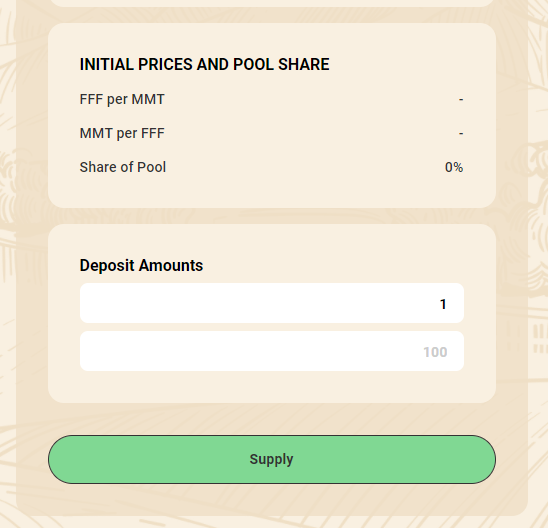 INITIAL PRICES AND POOL SHARE
FFF per MMT -
MMT per FFF -
Share of Pool 0%
Deposit Amounts
1
100
Supply